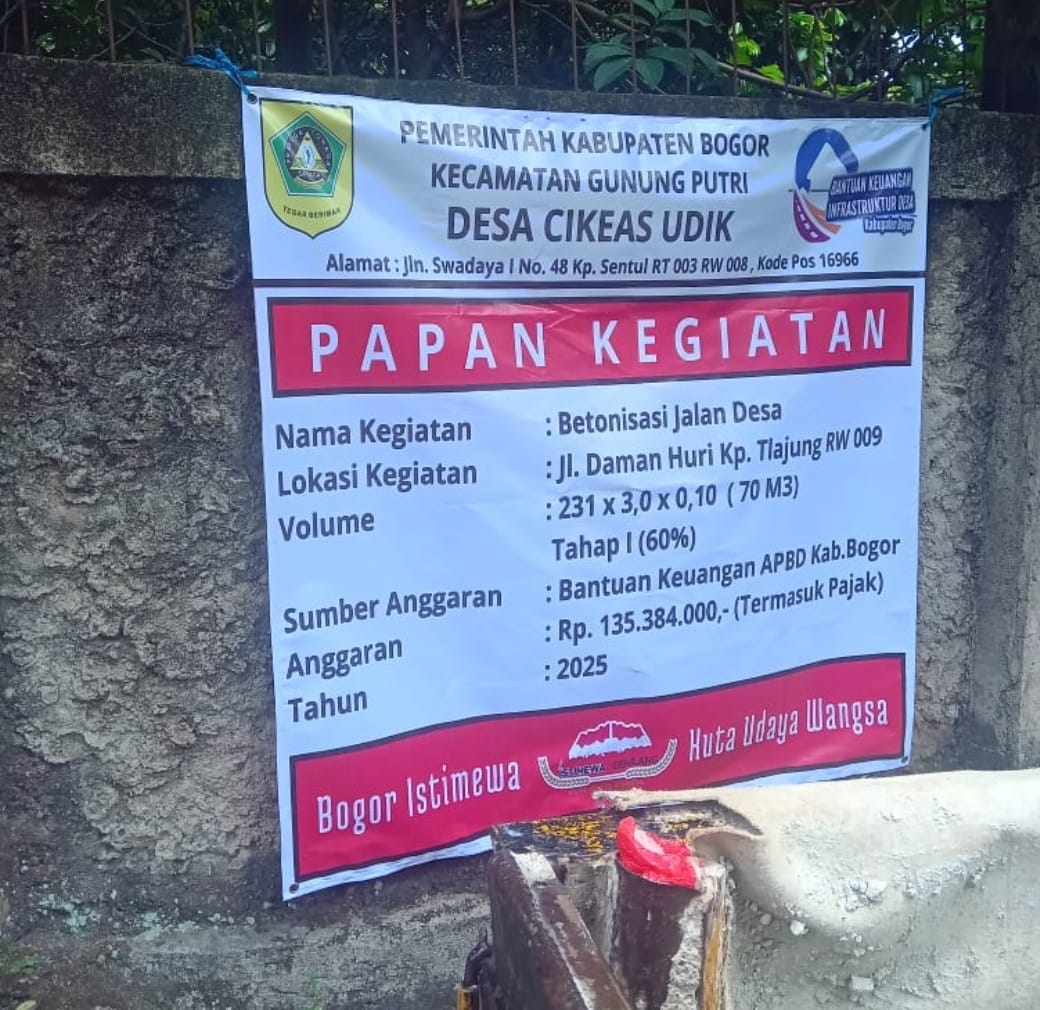 PEMERINTAH KABUPATEN BOGOR
KECAMATAN GUNUNG PUTRI
DESA CIKEAS UDIK
Alamat : Jln. Swadaya I No. 48 Kp. Sentul RT 003 RW 008 , Kode Pos 16966
TEGAR BERIMAN
BANTUAN KEUANGAN
INFRASTRUKTUR DESA
Kabupaten Bogor
PAPAN KEGIATAN
Nama Kegiatan : Betonisasi Jalan Desa
Lokasi Kegiatan : Jl. Daman Huri Kp. Tlajung RW 009
Volume : 231 x 3,0 x 0,10 ( 70 M3)
Tahap I (60%)
Sumber Anggaran : Bantuan Keuangan APBD Kab.Bogor
Anggaran : Rp. 135.384.000,- (Termasuk Pajak)
Tahun : 2025
Bogor Istimewa
ISTIMEWA
Kuta Udaya Wangsa